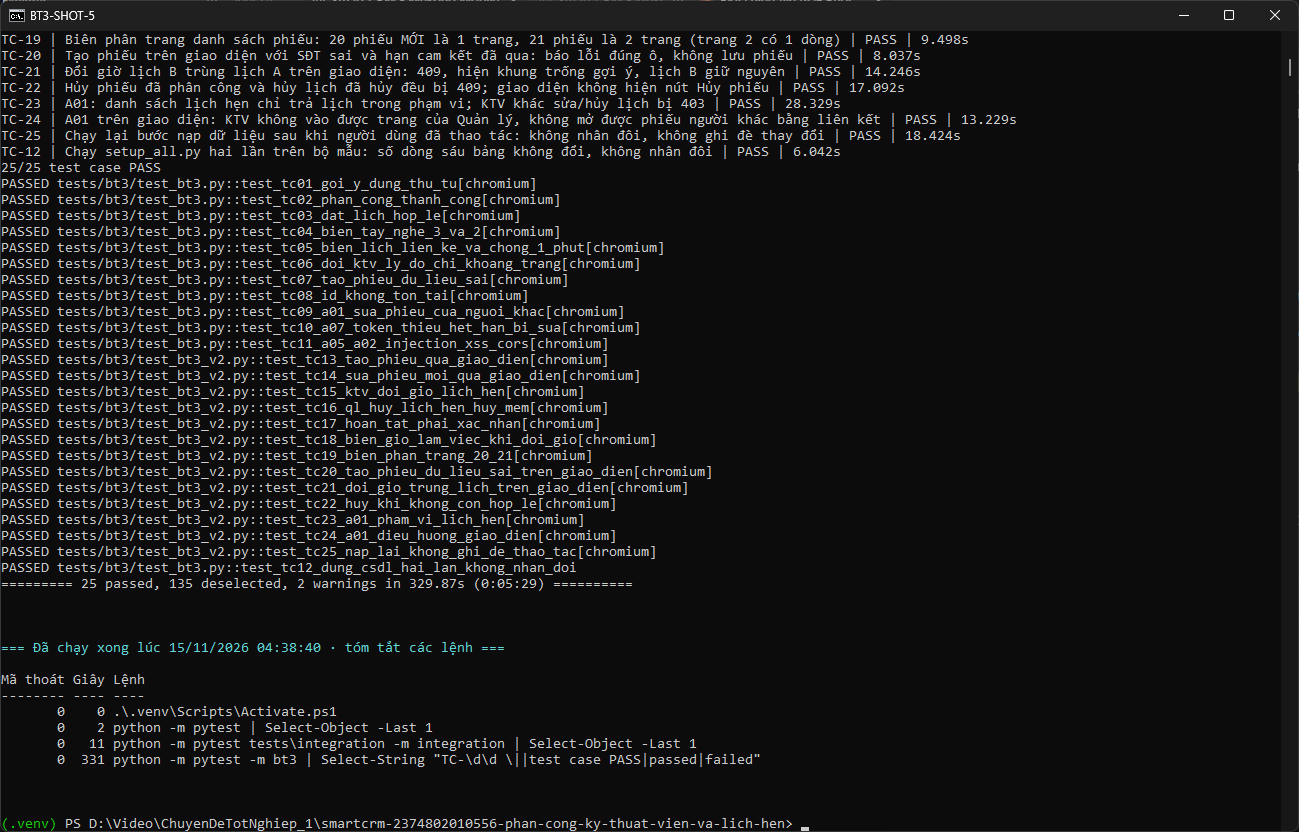 BT3-SHOT-5
TC-19 | Biên phân trang danh sách phiếu: 20 phiếu MỚI là 1 trang, 21 phiếu là 2 trang (trang 2 có 1 dòng) | PASS | 9.498s
TC-20 | Tạo phiếu trên giao diện với SĐT sai và hạn cam kết đã qua: báo lỗi đúng ô, không lưu phiếu | PASS | 8.037s
TC-21 | Đổi giờ lịch B trùng lịch A trên giao diện: 409, hiện khung trống gợi ý, lịch B giữ nguyên | PASS | 14.246s
TC-22 | Hủy phiếu đã phân công và hủy lịch đã hủy đều bị 409; giao diện không hiện nút Hủy phiếu | PASS | 17.092s
TC-23 | A01: danh sách lịch hẹn chỉ trả lịch trong phạm vi; KTV khác sửa/hủy lịch bị 403 | PASS | 28.329s
TC-24 | A01 trên giao diện: KTV không vào được trang của Quản lý, không mở được phiếu người khác bằng liên kết | PASS | 13.229s
TC-25 | Chạy lại bước nạp dữ liệu sau khi người dùng đã thao tác: không nhân đôi, không ghi đè thay đổi | PASS | 18.424s
TC-12 | Chạy setup_all.py hai lần trên bộ mẫu: số dòng sáu bảng không đổi, không nhân đôi | PASS | 6.042s
25/25 test case PASS
PASSED tests/bt3/test_bt3.py::test_tc01_goi_y_dung_thu_tu[chromium]
PASSED tests/bt3/test_bt3.py::test_tc02_phan_cong_thanh_cong[chromium]
PASSED tests/bt3/test_bt3.py::test_tc03_dat_lich_hop_le[chromium]
PASSED tests/bt3/test_bt3.py::test_tc04_bien_tay_nghe_3_va_2[chromium]
PASSED tests/bt3/test_bt3.py::test_tc05_bien_lich_lien_ke_va_chong_1_phut[chromium]
PASSED tests/bt3/test_bt3.py::test_tc06_doi_ktv_ly_do_chi_khoang_trang[chromium]
PASSED tests/bt3/test_bt3.py::test_tc07_tao_phieu_du_lieu_sai[chromium]
PASSED tests/bt3/test_bt3.py::test_tc08_id_khong_ton_tai[chromium]
PASSED tests/bt3/test_bt3.py::test_tc09_a01_sua_phieu_cua_nguoi_khac[chromium]
PASSED tests/bt3/test_bt3.py::test_tc10_a07_token_thieu_het_han_bi_sua[chromium]
PASSED tests/bt3/test_bt3.py::test_tc11_a05_a02_injection_xss_cors[chromium]
PASSED tests/bt3/test_bt3_v2.py::test_tc13_tao_phieu_qua_giao_dien[chromium]
PASSED tests/bt3/test_bt3_v2.py::test_tc14_sua_phieu_moi_qua_giao_dien[chromium]
PASSED tests/bt3/test_bt3_v2.py::test_tc15_ktv_doi_gio_lich_hen[chromium]
PASSED tests/bt3/test_bt3_v2.py::test_tc16_ql_huy_lich_hen_huy_mem[chromium]
PASSED tests/bt3/test_bt3_v2.py::test_tc17_hoan_tat_phai_xac_nhan[chromium]
PASSED tests/bt3/test_bt3_v2.py::test_tc18_bien_gio_lam_viec_khi_doi_gio[chromium]
PASSED tests/bt3/test_bt3_v2.py::test_tc19_bien_phan_trang_20_21[chromium]
PASSED tests/bt3/test_bt3_v2.py::test_tc20_tao_phieu_du_lieu_sai_tren_giao_dien[chromium]
PASSED tests/bt3/test_bt3_v2.py::test_tc21_doi_gio_trung_lich_tren_giao_dien[chromium]
PASSED tests/bt3/test_bt3_v2.py::test_tc22_huy_khi_khong_con_hop_le[chromium]
PASSED tests/bt3/test_bt3_v2.py::test_tc23_a01_pham_vi_lich_hen[chromium]
PASSED tests/bt3/test_bt3_v2.py::test_tc24_a01_dieu_huong_giao_dien[chromium]
PASSED tests/bt3/test_bt3_v2.py::test_tc25_nap_lai_khong_ghi_de_thao_tac[chromium]
PASSED tests/bt3/test_bt3_v2.py::test_tc12_dung_csdl_hai_lan_khong_nhan_doi
========= 25 passed, 135 deselected, 2 warnings in 329.87s (0:05:29) ==========
=== Đã chạy xong lúc 15/11/2026 04:38:40 · tóm tắt các lệnh ===
Mã thoát Giây Lệnh
-------- ---- ----
0 0 .\.venv\Scripts\Activate.ps1
0 2 python -m pytest | Select-Object -Last 1
0 11 python -m pytest tests\integration -m integration | Select-Object -Last 1
0 331 python -m pytest -m bt3 | Select-String "TC-\d\d \||test case PASS|passed|failed"
(.venv) PS D:\Video\ChuyenDeTotNghiep_1\smartcrm-2374802010556-phan-cong-ky-thuat-vien-va-lich-hen>